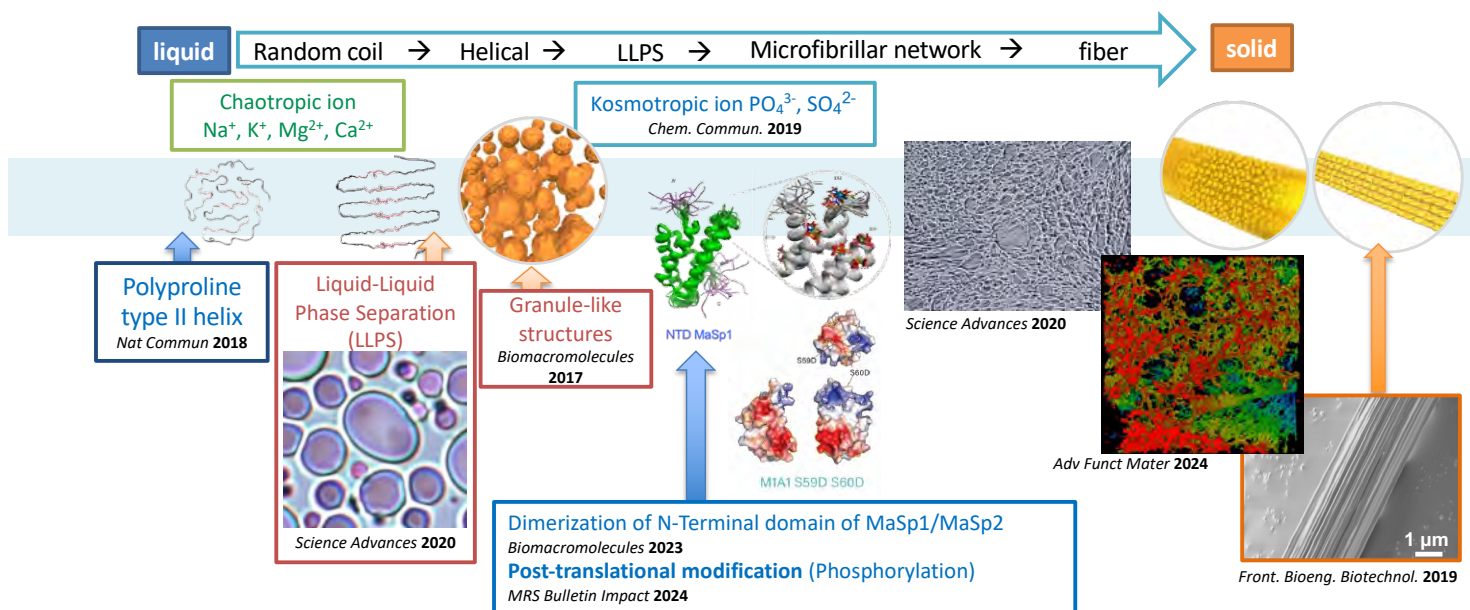 liquid
Random coil → Helical → LLPS → Microfibrillar network → fiber
solid
Chaotropic ion
Na⁺, K⁺, Mg²⁺, Ca²⁺
Kosmotropic ion PO₄³⁻, SO₄²⁻
Chem. Commun. 2019
Polyproline
type II helix
Nat Commun 2018
Liquid-Liquid
Phase Separation
(LLPS)
Science Advances 2020
Granule-like
structures
Biomacromolecules
2017
NTD MaSp1
S59D
S60D
M1A1 S59D S60D
Dimerization of N-Terminal domain of MaSp1/MaSp2
Biomacromolecules 2023
Post-translational modification (Phosphorylation)
MRS Bulletin Impact 2024
Science Advances 2020
Adv Funct Mater 2024
1 μm
Front. Bioeng. Biotechnol. 2019